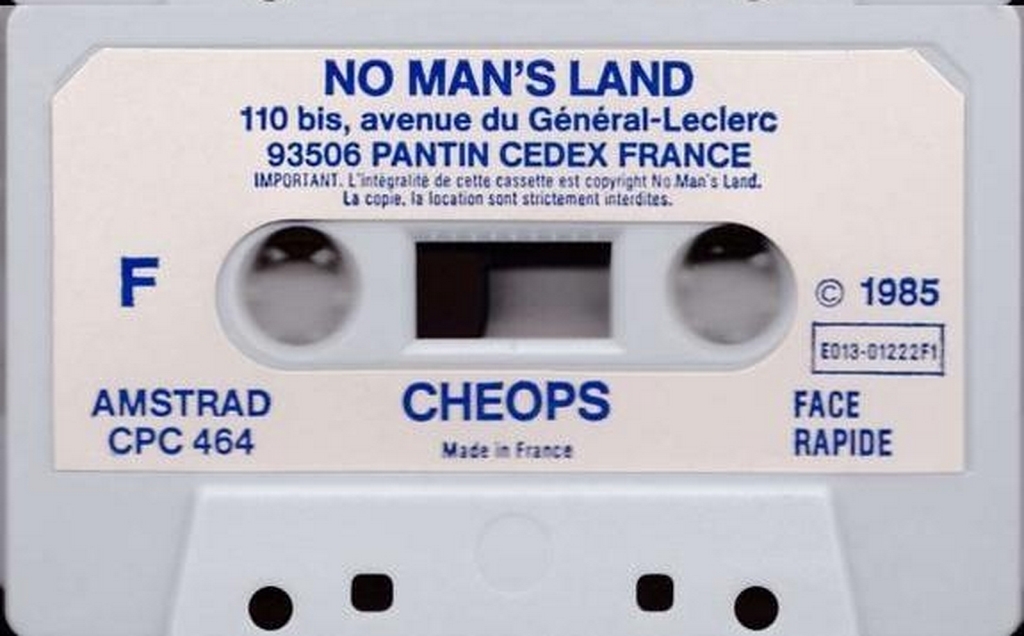 NO MAN'S LAND
110 bis, avenue du Général-Leclerc
93506 PANTIN CEDEX FRANCE
IMPORTANT. L'intégralité de cette cassette est copyright No Man's Land.
La copie, la location sont strictement interdites.
F
© 1985
E013-01222F1
AMSTRAD
CPC 464
CHEOPS
Made in France
FACE
RAPIDE